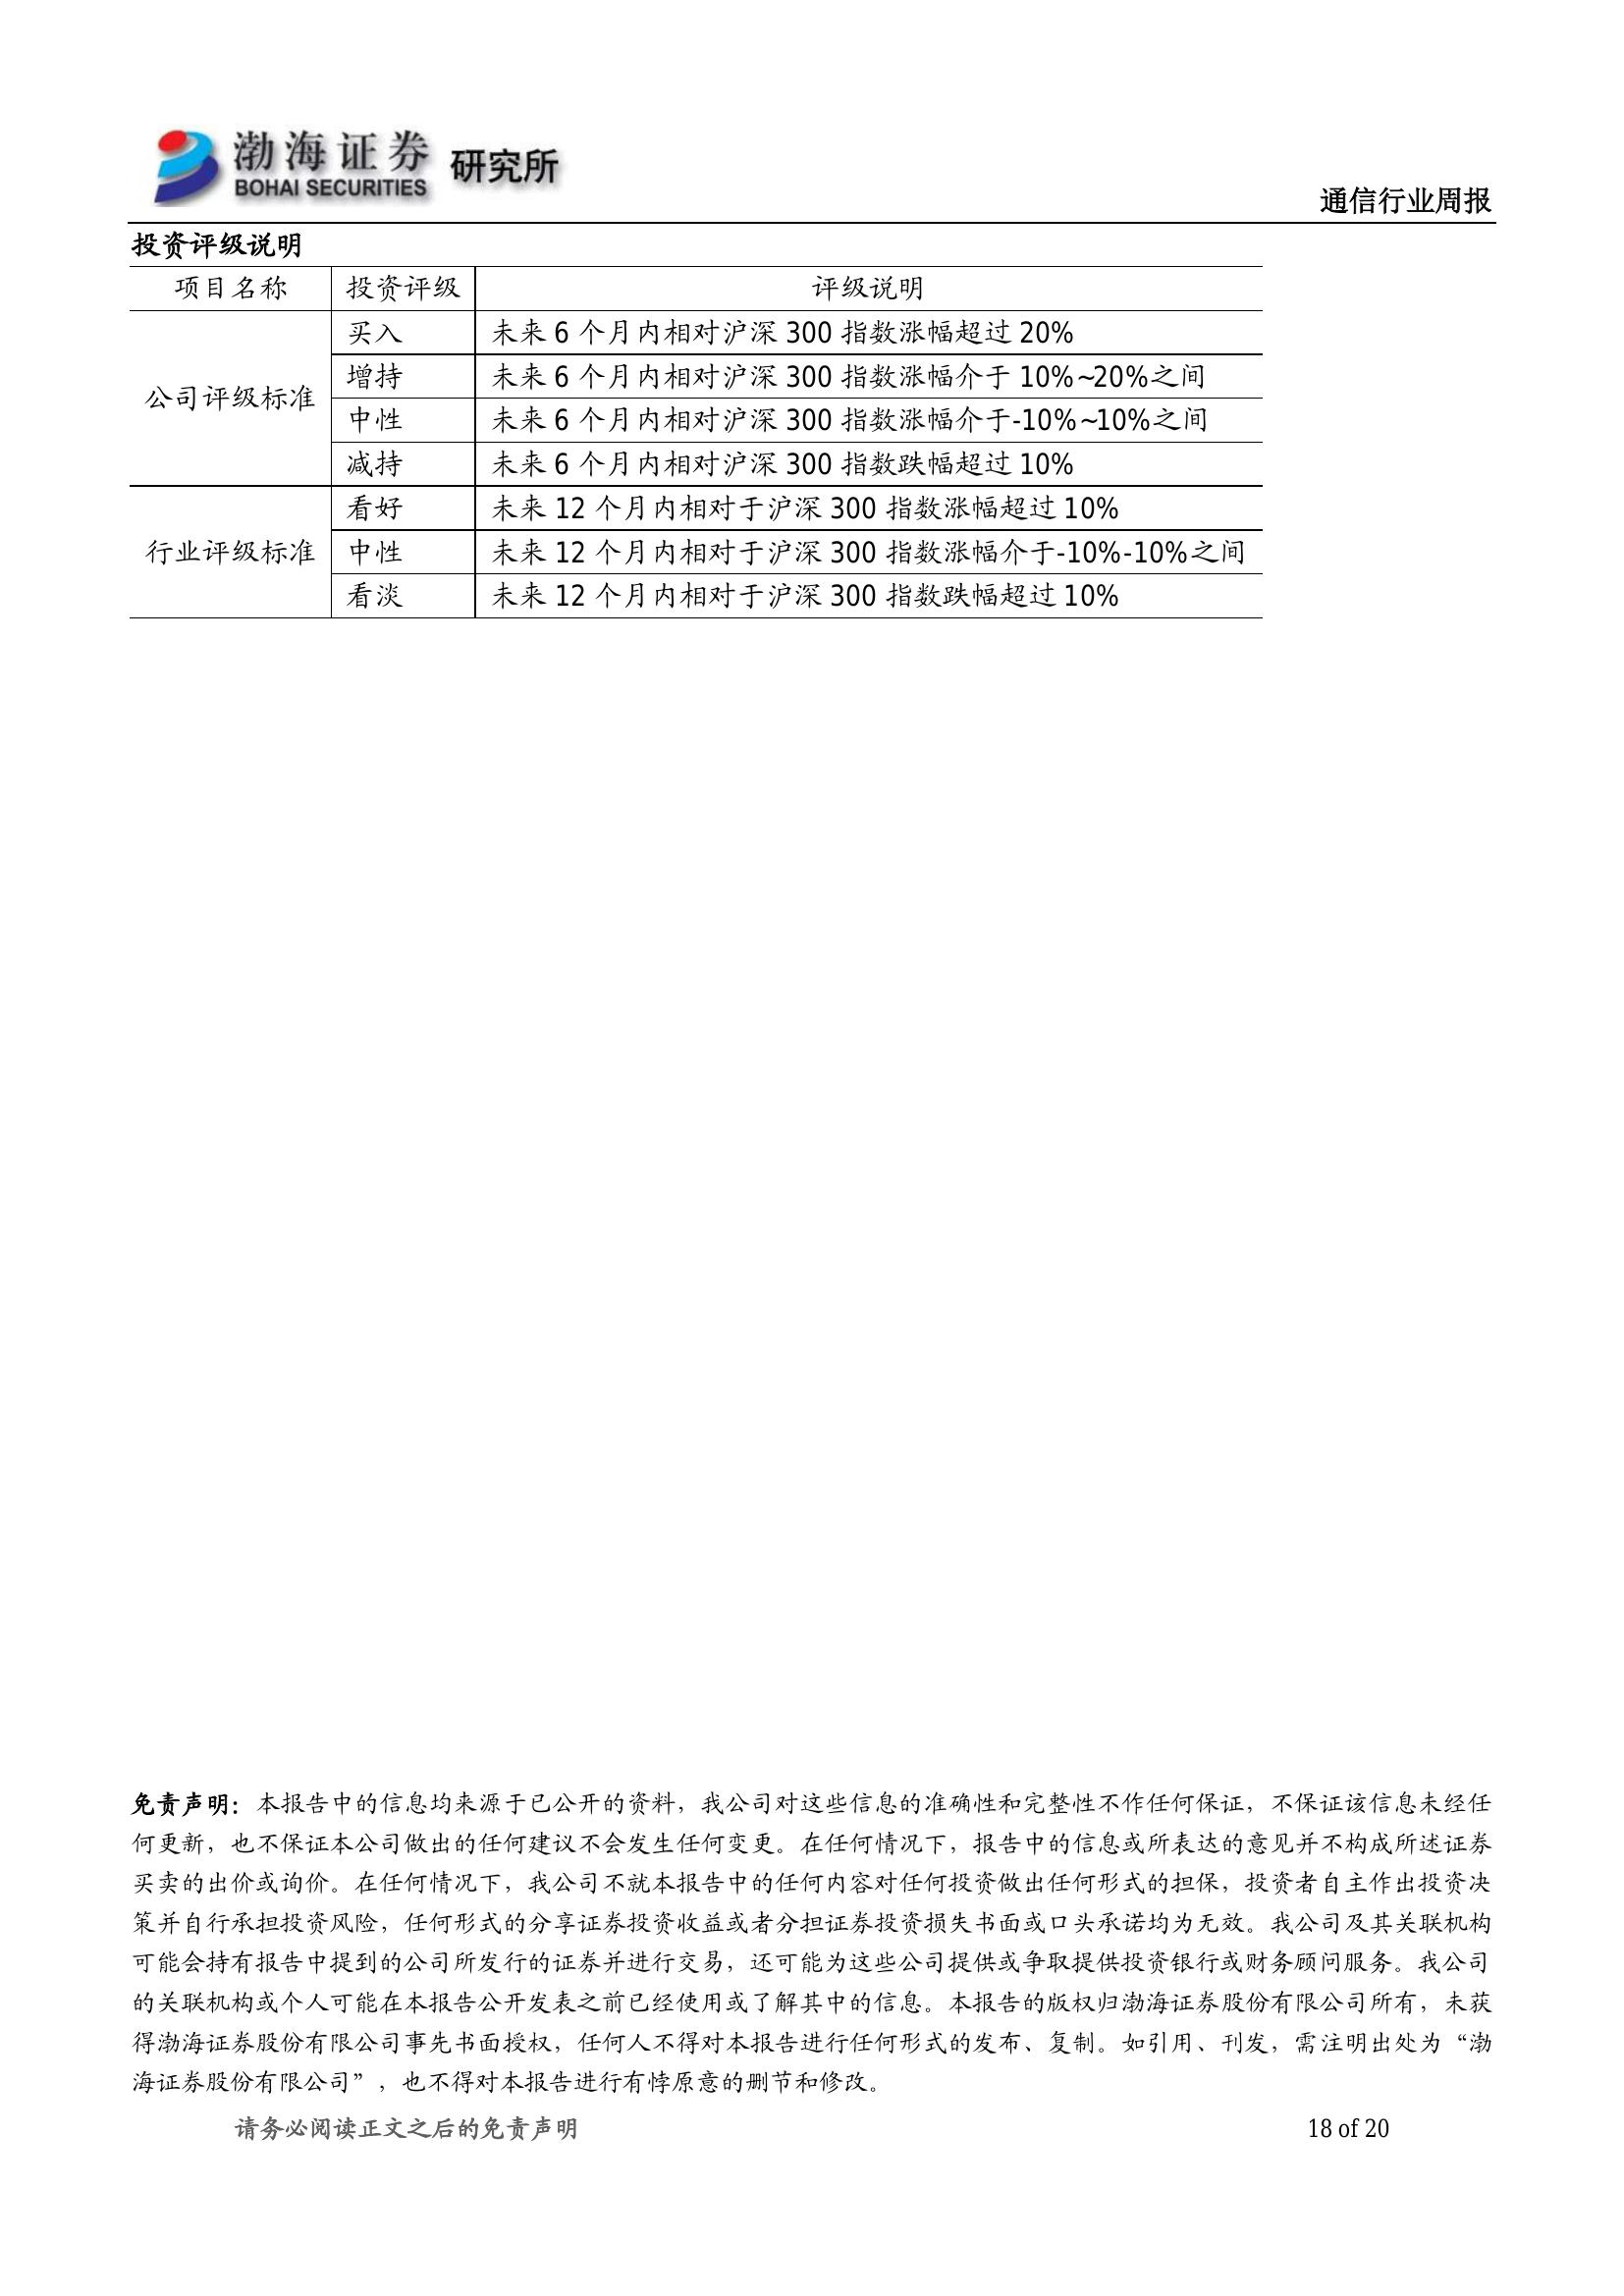 渤海证券 研究所
BOHAI SECURITIES
通信行业周报
投资评级说明
项目名称 投资评级 评级说明
公司评级标准
买入 未来 6 个月内相对沪深 300 指数涨幅超过 20%
增持 未来 6 个月内相对沪深 300 指数涨幅介于 10%~20%之间
中性 未来 6 个月内相对沪深 300 指数涨幅介于-10%~10%之间
减持 未来 6 个月内相对沪深 300 指数跌幅超过 10%
行业评级标准
看好 未来 12 个月内相对于沪深 300 指数涨幅超过 10%
中性 未来 12 个月内相对于沪深 300 指数涨幅介于-10%-10%之间
看淡 未来 12 个月内相对于沪深 300 指数跌幅超过 10%
免责声明：本报告中的信息均来源于已公开的资料，我公司对这些信息的准确性和完整性不作任何保证，不保证该信息未经任
何更新，也不保证本公司做出的任何建议不会发生任何变更。在任何情况下，报告中的信息或所表达的意见并不构成所述证券
买卖的出价或询价。在任何情况下，我公司不就本报告中的任何内容对任何投资做出任何形式的担保，投资者自主作出投资决
策并自行承担投资风险，任何形式的分享证券投资收益或者分担证券投资损失书面或口头承诺均为无效。我公司及其关联机构
可能会持有报告中提到的公司所发行的证券并进行交易，还可能为这些公司提供或争取提供投资银行或财务顾问服务。我公司
的关联机构或个人可能在本报告公开发表之前已经使用或了解其中的信息。本报告的版权归渤海证券股份有限公司所有，未获
得渤海证券股份有限公司事先书面授权，任何人不得对本报告进行任何形式的发布、复制。如引用、刊发，需注明出处为“渤
海证券股份有限公司”，也不得对本报告进行有悖原意的删节和修改。
请务必阅读正文之后的免责声明 18 of 20